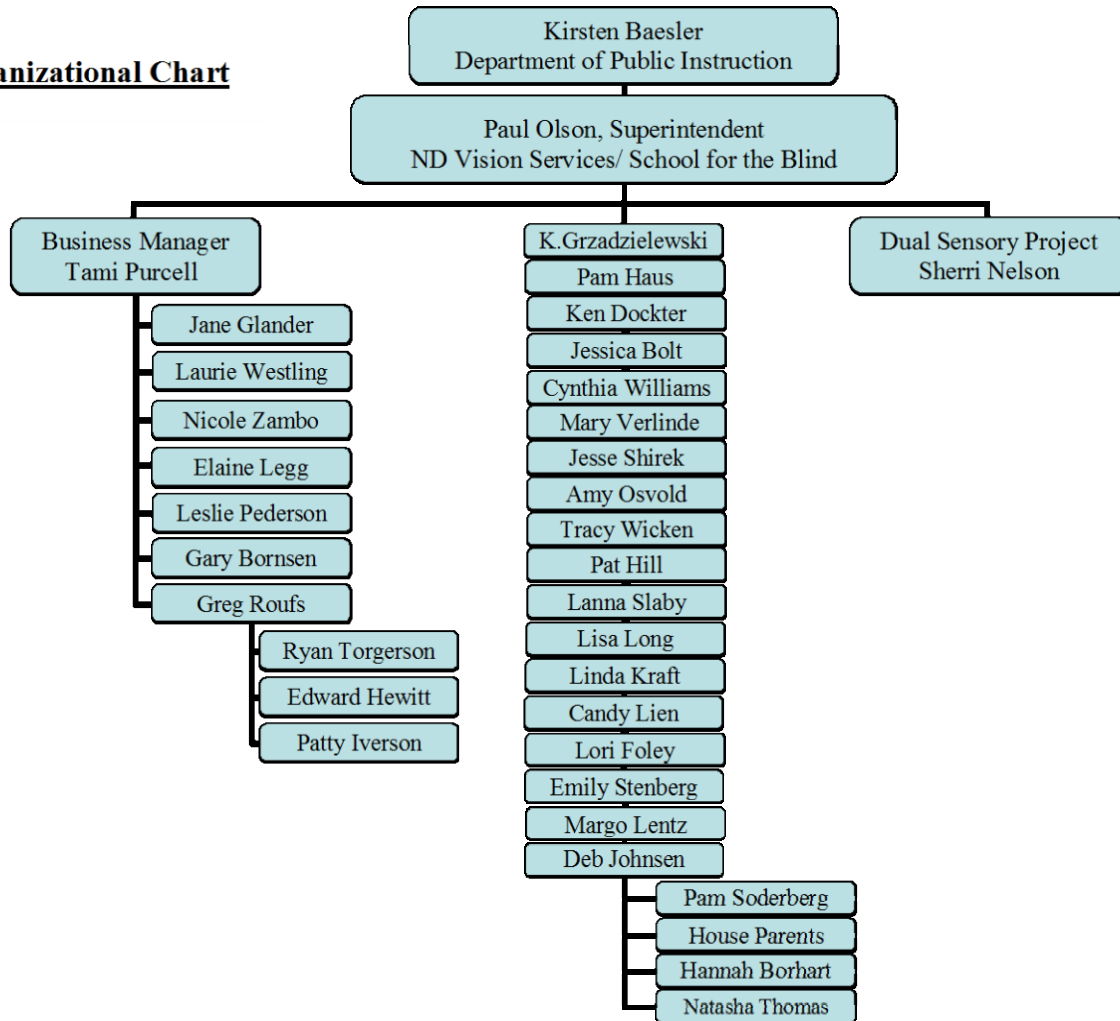 anizational Chart
Kirsten Baesler
Department of Public Instruction
Paul Olson, Superintendent
ND Vision Services/ School for the Blind
Business Manager
Tami Purcell
Jane Glander
Laurie Westling
Nicole Zambo
Elaine Legg
Leslie Pederson
Gary Bornsen
Greg Roufs
Ryan Torgerson
Edward Hewitt
Patty Iverson
K.Grzadzielewski
Pam Haus
Ken Dockter
Jessica Bolt
Cynthia Williams
Mary Verlinde
Jesse Shirek
Amy Osvold
Tracy Wicken
Pat Hill
Lanna Slaby
Lisa Long
Linda Kraft
Candy Lien
Lori Foley
Emily Stenberg
Margo Lentz
Deb Johnsen
Pam Soderberg
House Parents
Hannah Borhart
Natasha Thomas
Dual Sensory Project
Sherri Nelson